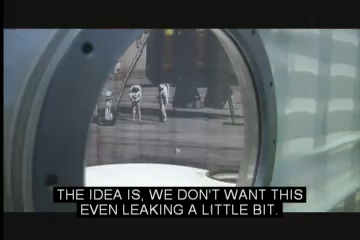 THE IDEA IS, WE DON'T WANT THIS
EVEN LEAKING A LITTLE BIT.